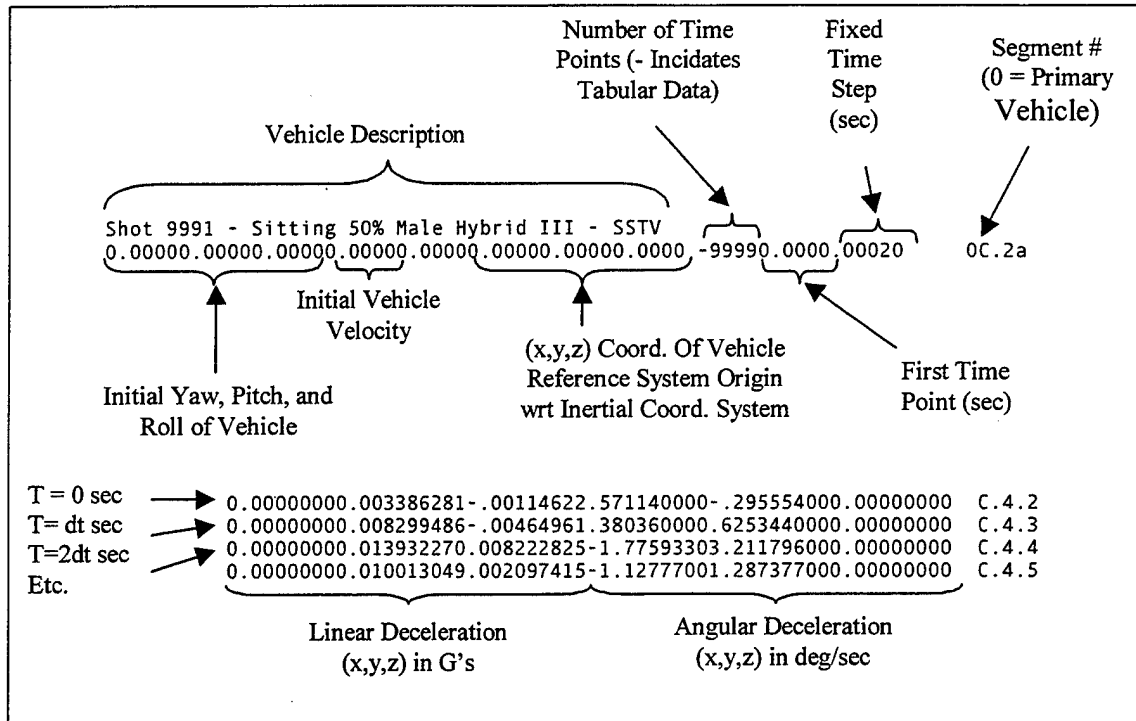 Number of Time
Points (- Incidates
Tabular Data)
Fixed
Time
Step
(sec)
Segment #
(0 = Primary
Vehicle)
Vehicle Description
Shot 9991 - Sitting 50% Male Hybrid III - SSTV
0.00000.00000.00000.00000.00000.00000.00000.0000 -99990.0000.00020 0C.2a
Initial Vehicle
Velocity
(x,y,z) Coord. Of Vehicle
Reference System Origin
wrt Inertial Coord. System
First Time
Point (sec)
Initial Yaw, Pitch, and
Roll of Vehicle
T = 0 sec
T= dt sec
T=2dt sec
Etc.
0.00000000.003386281-.00114622.571140000-.295554000.00000000 C.4.2
0.00000000.008299486-.00464961.380360000.6253440000.00000000 C.4.3
0.00000000.013932270.008222825-1.77593303.211796000.00000000 C.4.4
0.00000000.010013049.002097415-1.12777001.287377000.00000000 C.4.5
Linear Deceleration
(x,y,z) in G's
Angular Deceleration
(x,y,z) in deg/sec